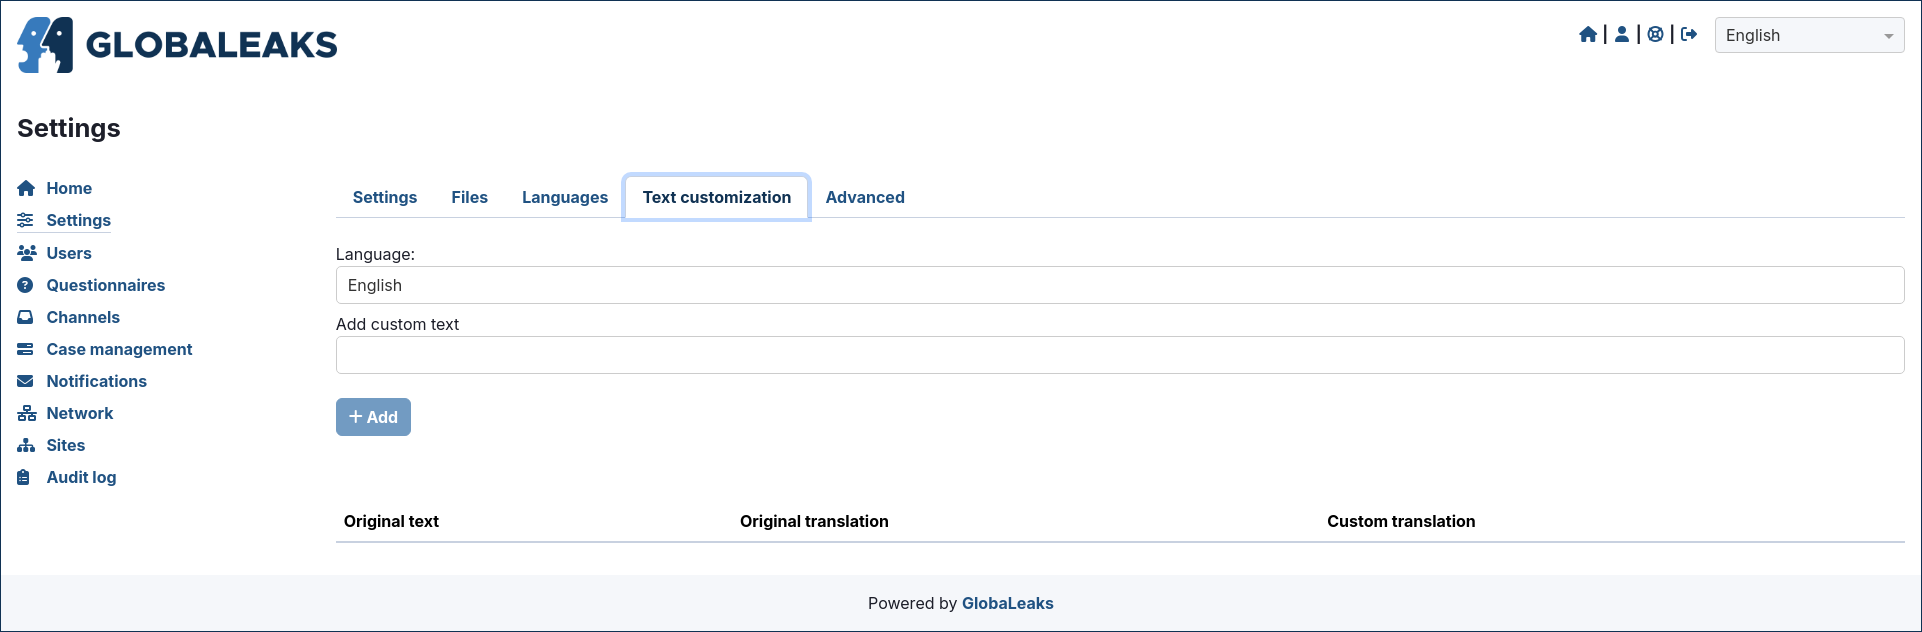 GLOBALEAKS
English
Settings
Home
Settings
Users
Questionnaires
Channels
Case management
Notifications
Network
Sites
Audit log
Settings Files Languages Text customization Advanced
Language:
English
Add custom text
Add
Original text Original translation Custom translation
Powered by GlobaLeaks